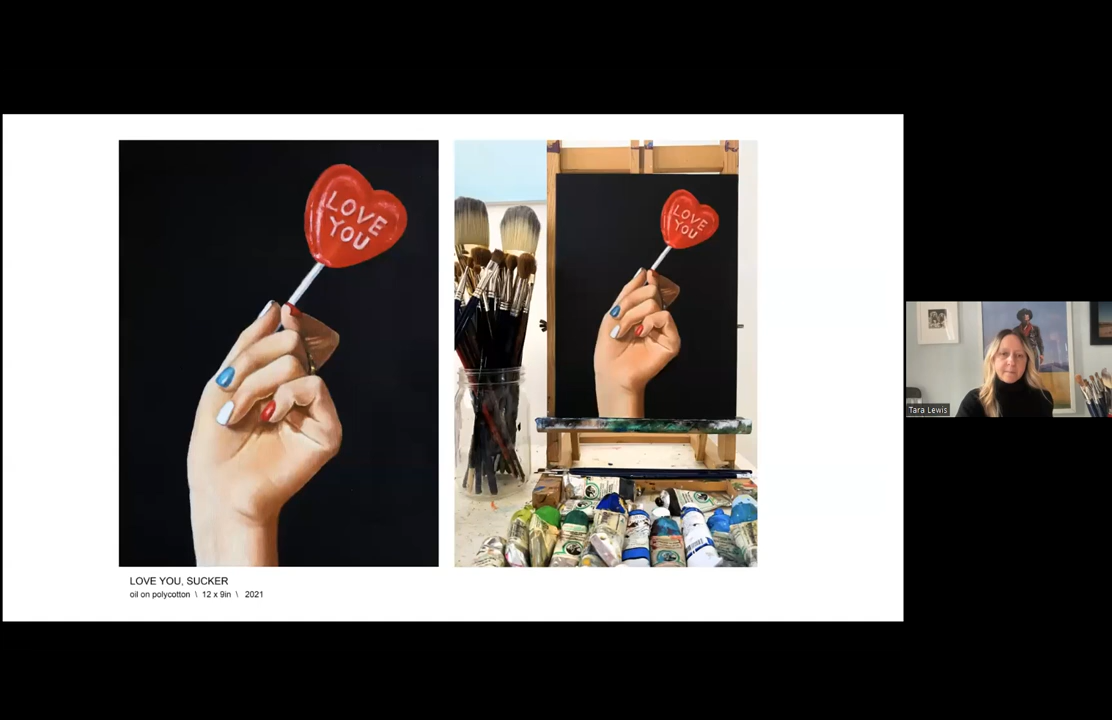 LOVE
YOU
LOVE
YOU
LOVE YOU, SUCKER
oil on polycotton \ 12 x 9in \ 2021
Tara Lewis